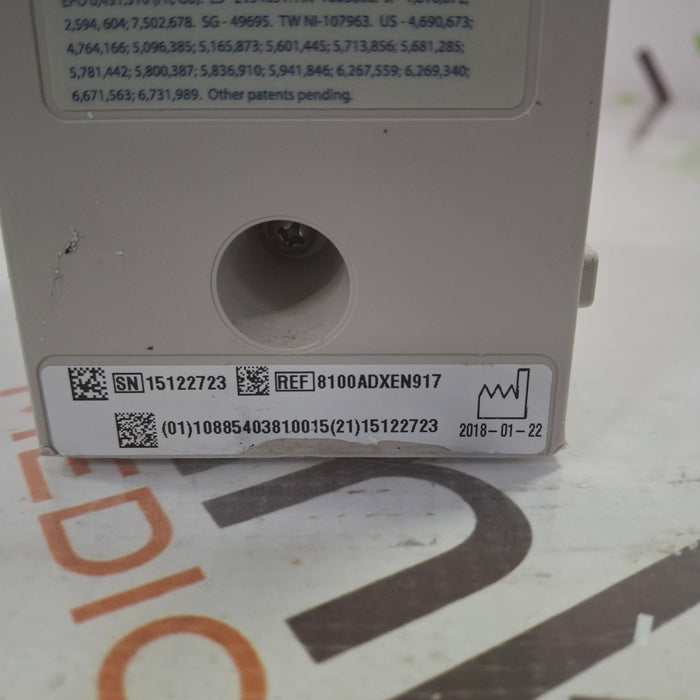 2,594,604; 7,502,678. SG - 49695. TW NI-107963. US - 4,690,673;
4,764,166; 5,096,385; 5,165,873; 5,601,445; 5,713,856; 5,681,285;
5,781,442; 5,800,387; 5,836,910; 5,941,846; 6,267,559; 6,269,340;
6,671,563; 6,731,989. Other patents pending.
SN 15122723 REF 8100ADXEN917
(01)10885403810015(21)15122723
2018-01-22
MEDIC